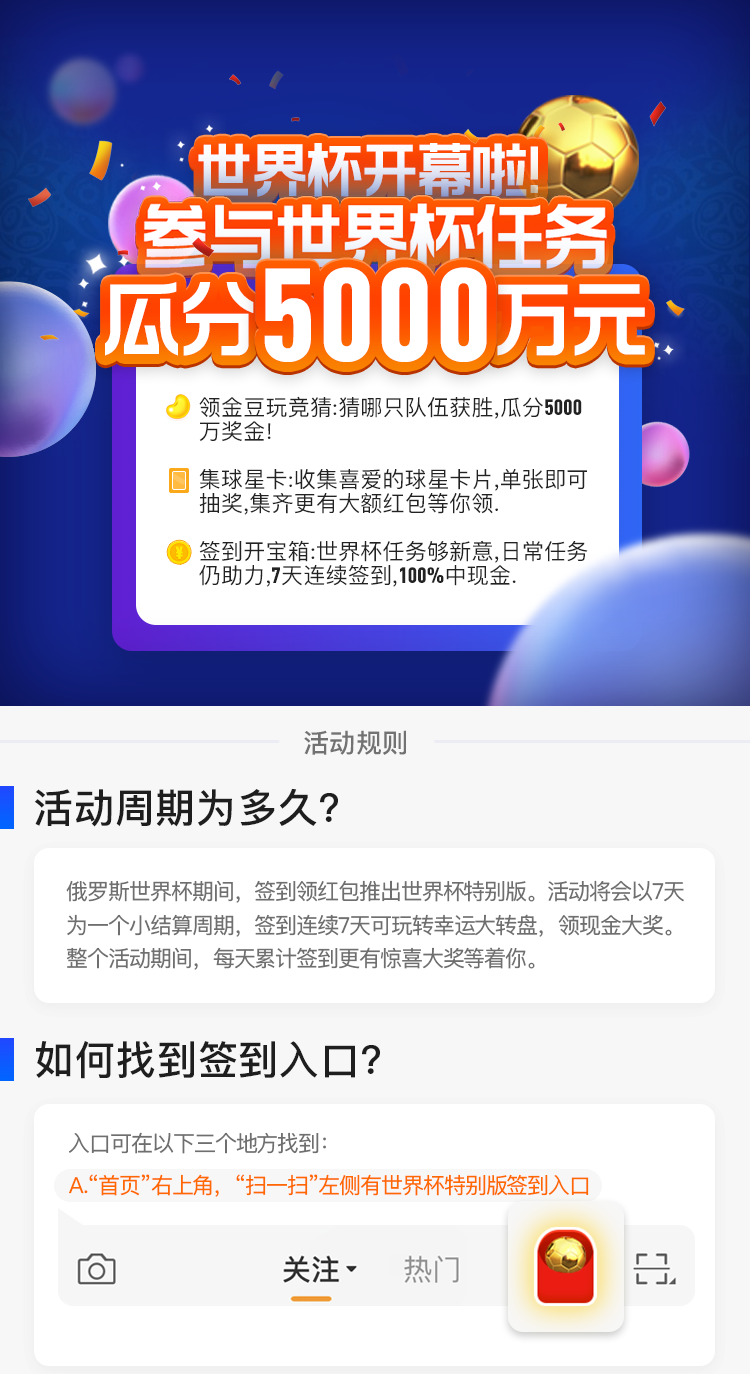 世界杯开幕啦!
参与世界杯任务
瓜分5000万元
领金豆玩竞猜:猜哪只队伍获胜,瓜分5000
万奖金!
集球星卡:收集喜爱的球星卡片,单张即可
抽奖,集齐更有大额红包等你领.
签到开宝箱:世界杯任务够新意,日常任务
仍助力,7天连续签到,100%中现金.
活动规则
活动周期为多久?
俄罗斯世界杯期间，签到领红包推出世界杯特别版。活动将会以7天
为一个小结算周期，签到连续7天可玩转幸运大转盘，领现金大奖。
整个活动期间，每天累计签到更有惊喜大奖等着你。
如何找到签到入口?
入口可在以下三个地方找到：
A.“首页”右上角，“扫一扫”左侧有世界杯特别版签到入口
关注 热门